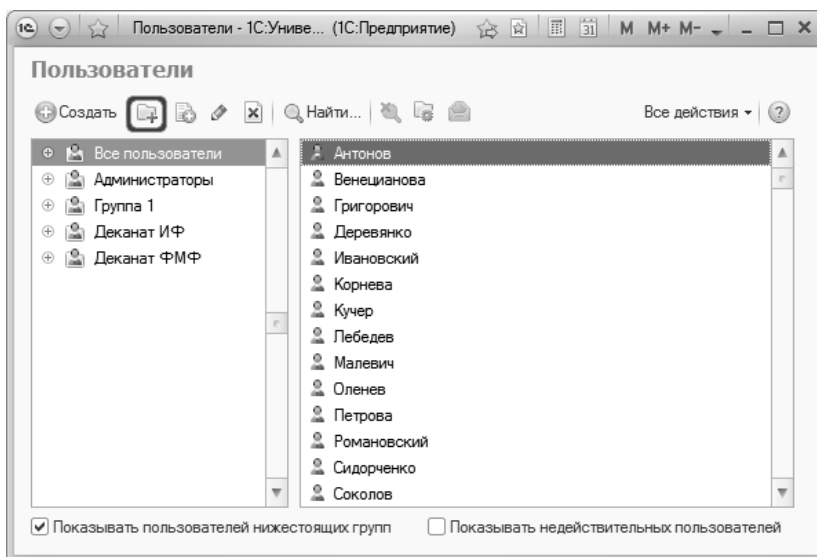 1С Пользователи - 1С:Униве... (1С:Предприятие) 31 M M+ M-
Пользователи
Создать Найти... Все действия ?
Все пользователи
Администраторы
Группа 1
Деканат ИФ
Деканат ФМФ
Антонов
Венецианова
Григорович
Деревянко
Ивановский
Корнева
Кучер
Лебедев
Малевич
Оленев
Петрова
Романовский
Сидорченко
Соколов
Показывать пользователей нижестоящих групп Показывать недействительных пользователей